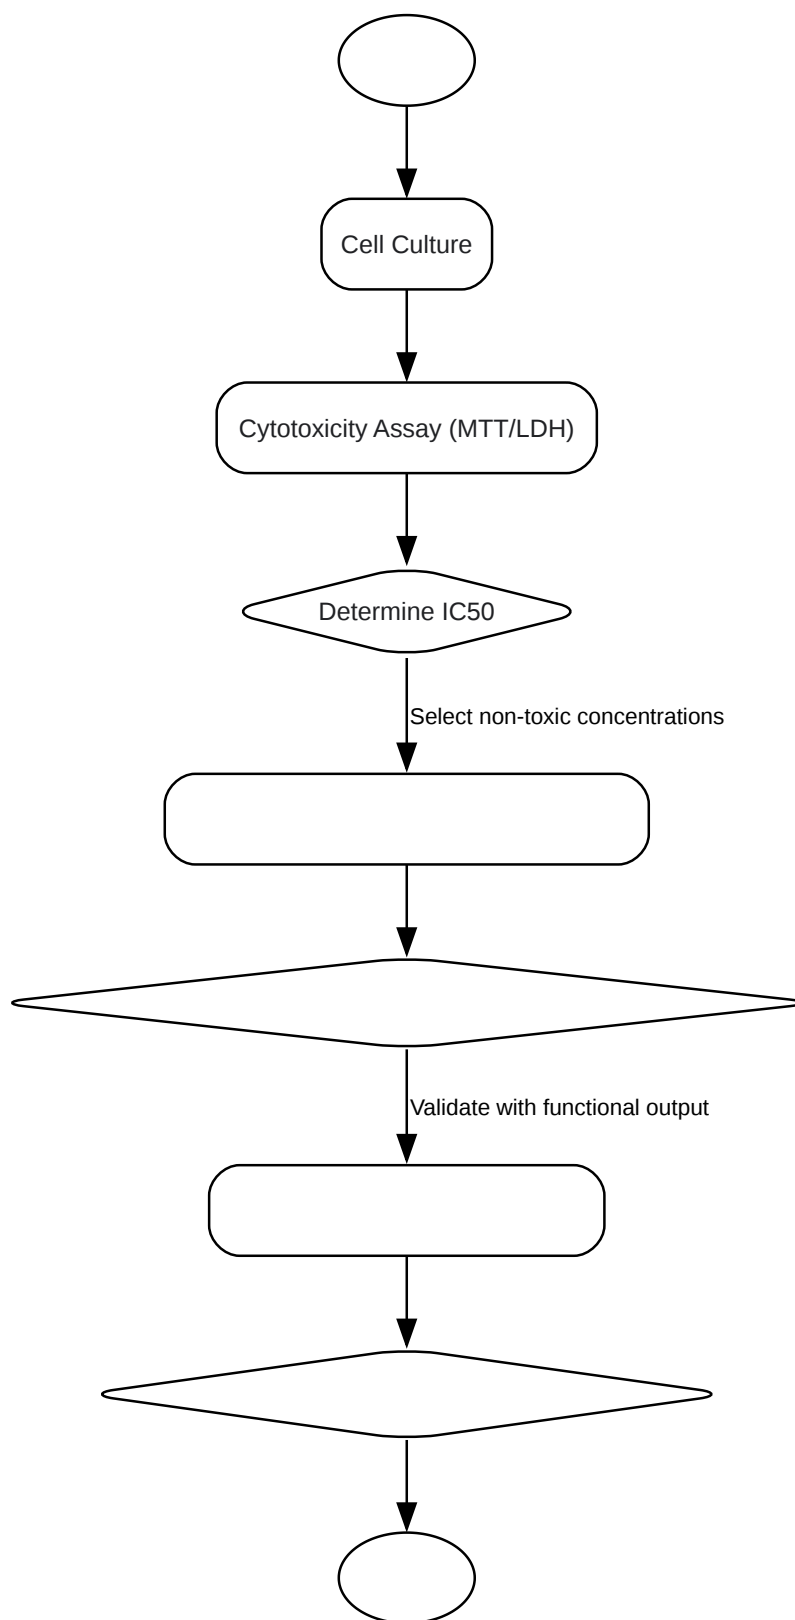 Cell Culture
Cytotoxicity Assay (MTT/LDH)
Determine IC50
Select non-toxic concentrations
Validate with functional output